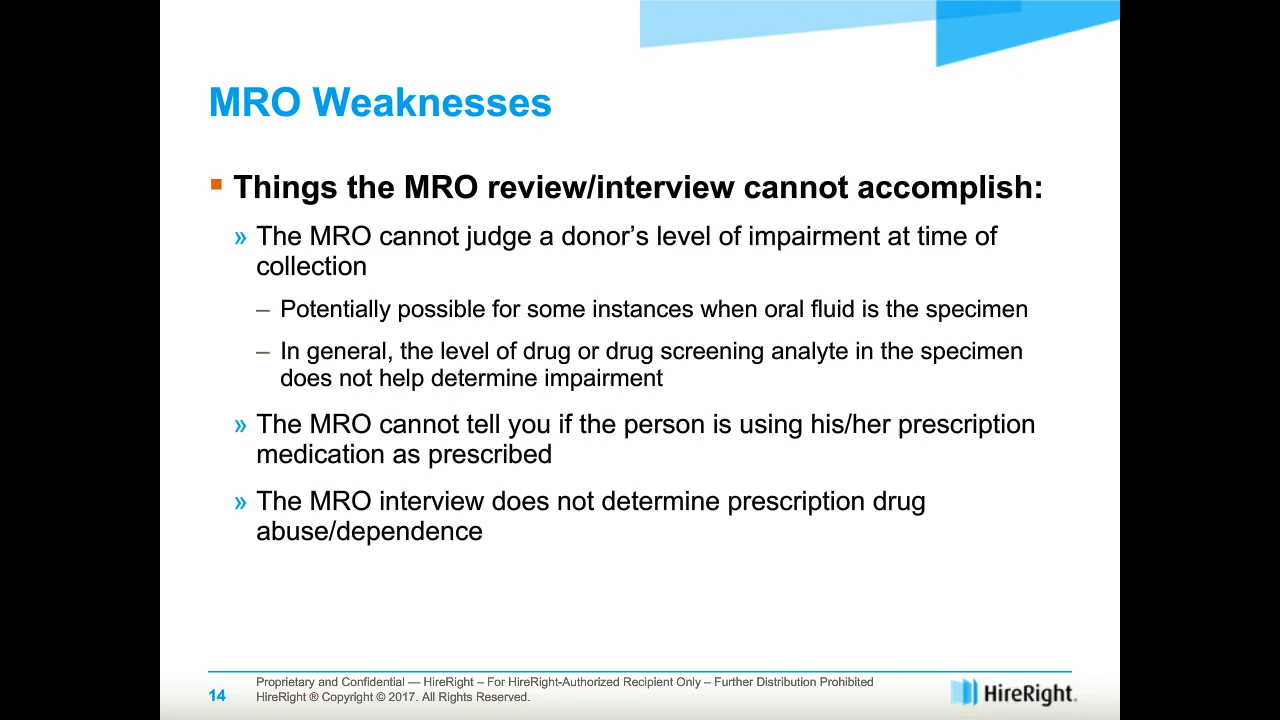 MRO Weaknesses
▪ Things the MRO review/interview cannot accomplish:
» The MRO cannot judge a donor’s level of impairment at time of
collection
– Potentially possible for some instances when oral fluid is the specimen
– In general, the level of drug or drug screening analyte in the specimen
does not help determine impairment
» The MRO cannot tell you if the person is using his/her prescription
medication as prescribed
» The MRO interview does not determine prescription drug
abuse/dependence
14
Proprietary and Confidential — HireRight – For HireRight-Authorized Recipient Only – Further Distribution Prohibited
HireRight ® Copyright © 2017. All Rights Reserved.
HireRight.